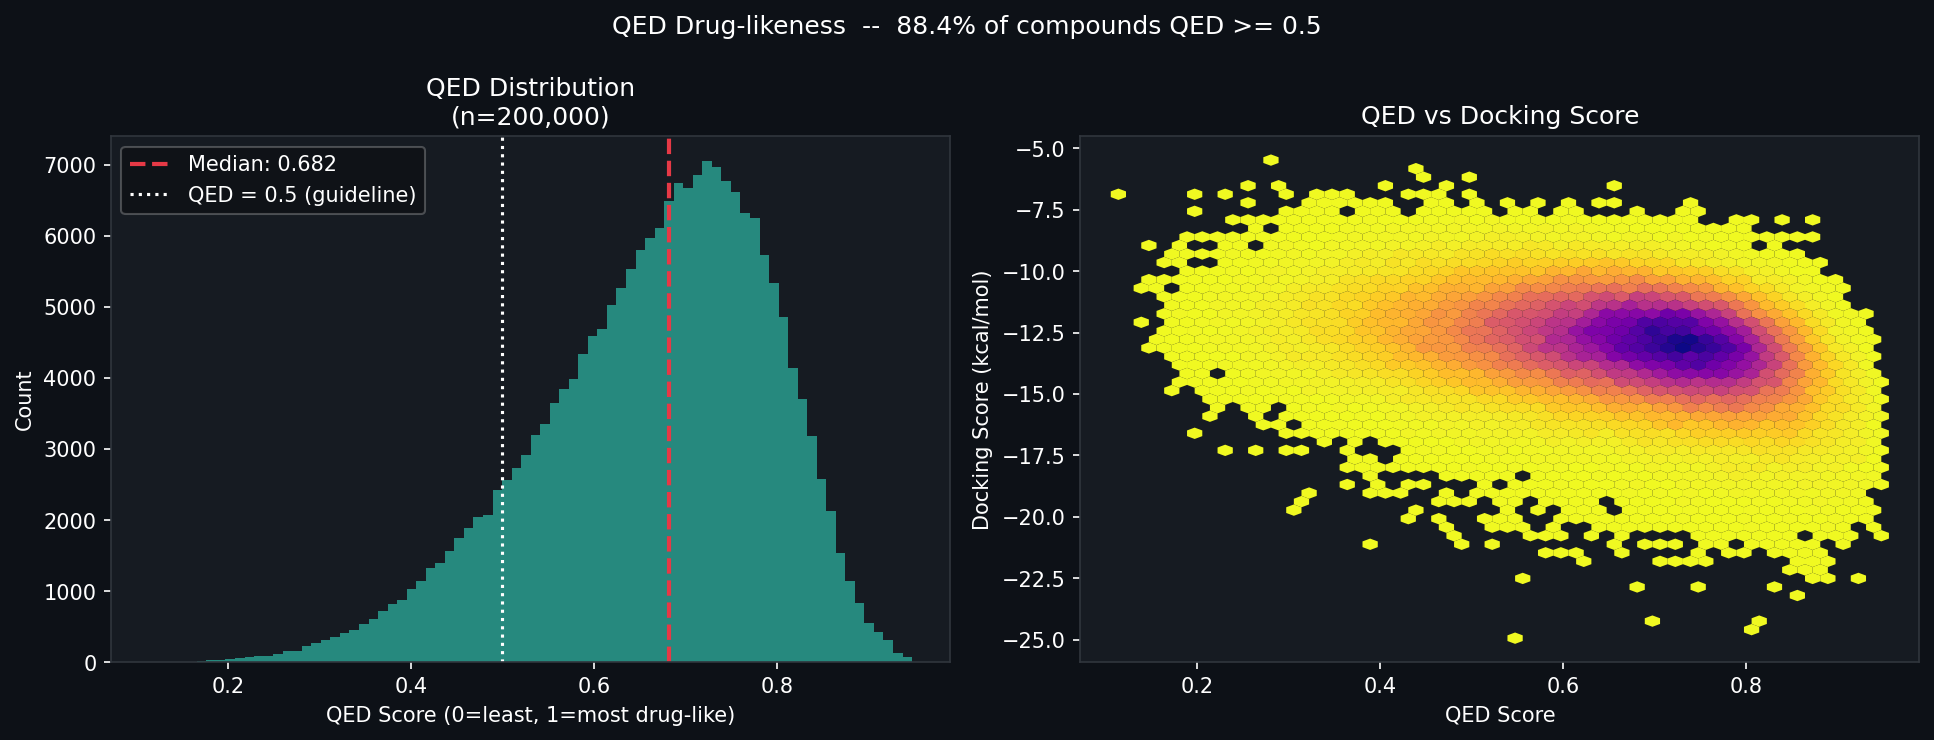 QED Drug-likeness  --  88.4% of compounds QED >= 0.5
QED Distribution
(n=200,000)
Median: 0.682
QED = 0.5 (guideline)
Count
7000
6000
5000
4000
3000
2000
1000
0
0.2
0.4
0.6
0.8
QED Score (0=least, 1=most drug-like)
QED vs Docking Score
Docking Score (kcal/mol)
−5.0
−7.5
−10.0
−12.5
−15.0
−17.5
−20.0
−22.5
−25.0
0.2
0.4
0.6
0.8
QED Score